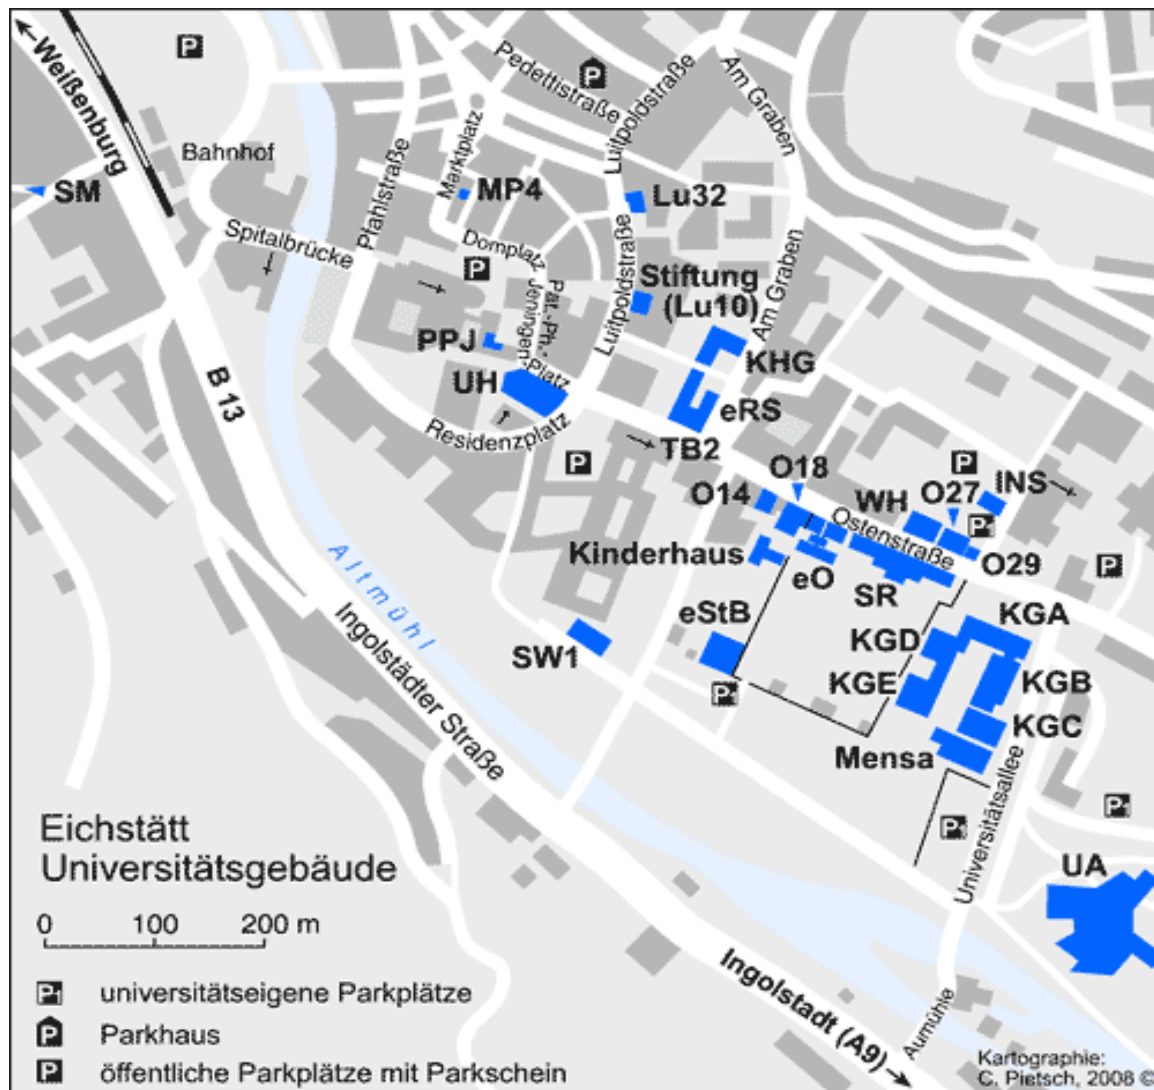 Weißenburg
P
Pedettistraße
P
Am Graben
Luitpoldstraße
Bahnhof
Marktplatz
Pfahlstraße
SM
MP4
Lu32
Spitalbrücke
Domplatz
P
Stiftung
(Lu10)
Am Graben
Pat.-Ph.-
Jeningen-Platz
Luitpoldstraße
PPJ
KHG
UH
B 13
eRS
Residenzplatz
TB2
P
O18
P
INS
O14
WH
O27
P
Ostenstraße
Kinderhaus
eO
O29
P
Altmühl
SR
KGA
eStB
KGD
SW1
KGE
KGB
P
KGC
Ingolstädter Straße
Mensa
P
P
Universitätsallee
Eichstätt
Universitätsgebäude
UA
0 100 200 m
Ingolstadt (A9)
Aumühle
P universitätseigene Parkplätze
P Parkhaus
P öffentliche Parkplätze mit Parkschein
Kartographie:
C. Pietsch, 2008 ©